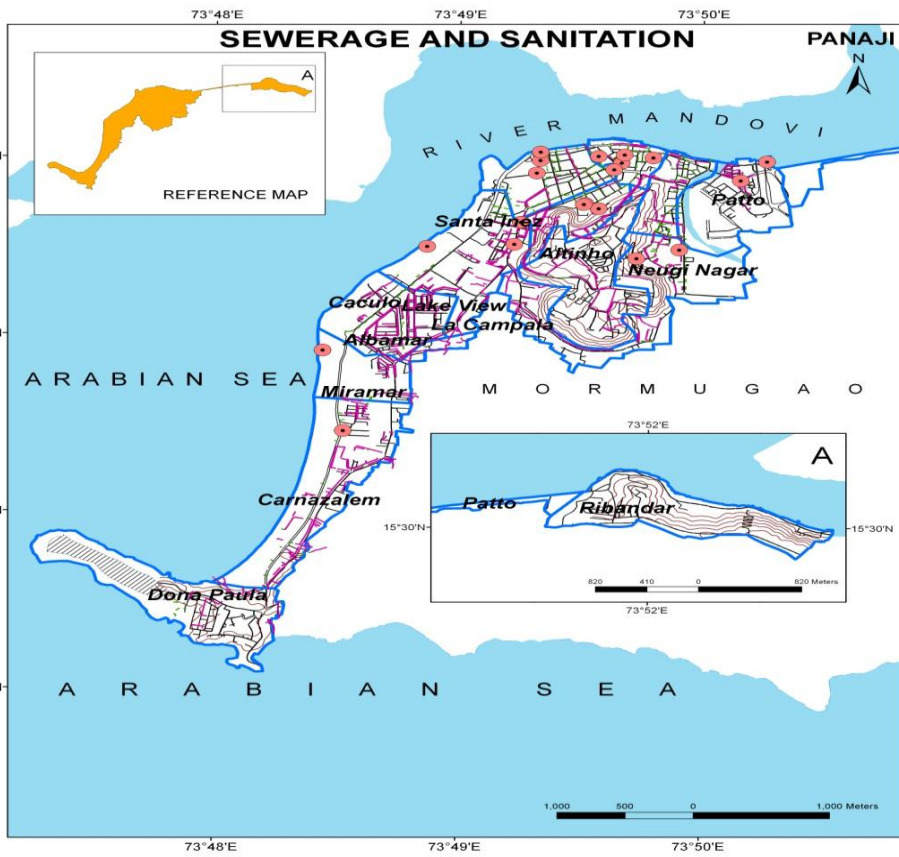 73°48'E 73°49'E 73°50'E
SEWERAGE AND SANITATION
PANAJI
N
A
REFERENCE MAP
RIVER MANDOVI
Patto
Santa Inez
Altinho
Neugi Nagar
Caculo
Lake View
La Campala
Albamar
ARABIAN SEA
Miramar
MORMUGAO
73°52'E
A
Carnazalem
Patto
Ribandar
15°30'N
15°30'N
820 410 0 820 Meters
73°52'E
Dona Paula
ARABIAN SEA
1,000 500 0 1,000 Meters
73°48'E 73°49'E 73°50'E